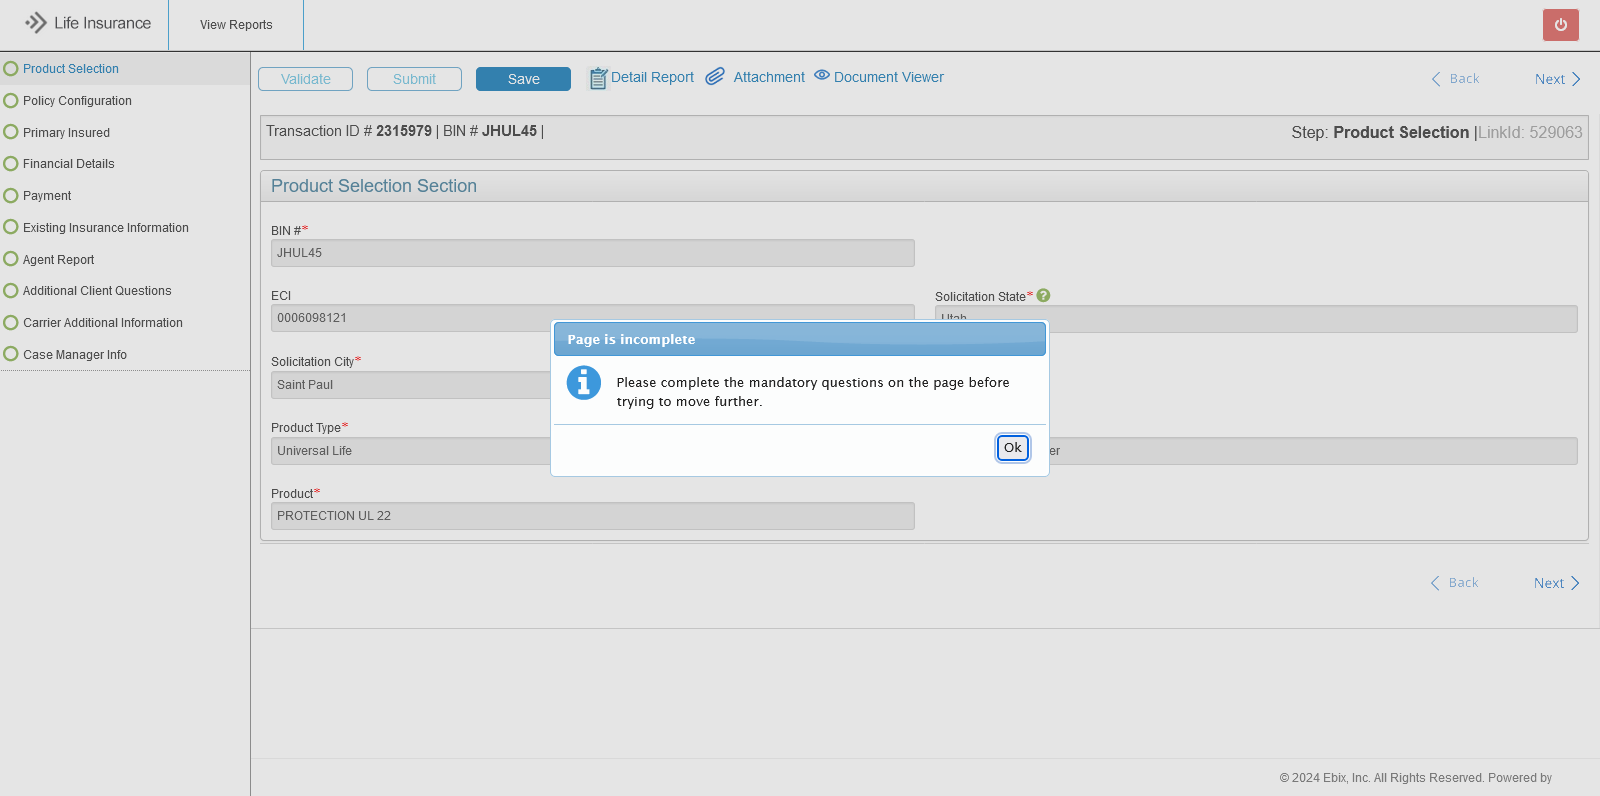 Life Insurance
View Reports
Product Selection
Policy Configuration
Primary Insured
Financial Details
Payment
Existing Insurance Information
Agent Report
Additional Client Questions
Carrier Additional Information
Case Manager Info
Validate
Submit
Save
Detail Report
Attachment
Document Viewer
Back
Next
Transaction ID # 2315979 | BIN # JHUL45 |
Step: Product Selection |LinkId: 529063
Product Selection Section
BIN #*
JHUL45
ECI
0006098121
Solicitation State* ?
Utah
Solicitation City*
Saint Paul
Product Type*
Universal Life
er
Product*
PROTECTION UL 22
Page is incomplete
Please complete the mandatory questions on the page before
trying to move further.
Ok
Back
Next
© 2024 Ebix, Inc. All Rights Reserved. Powered by